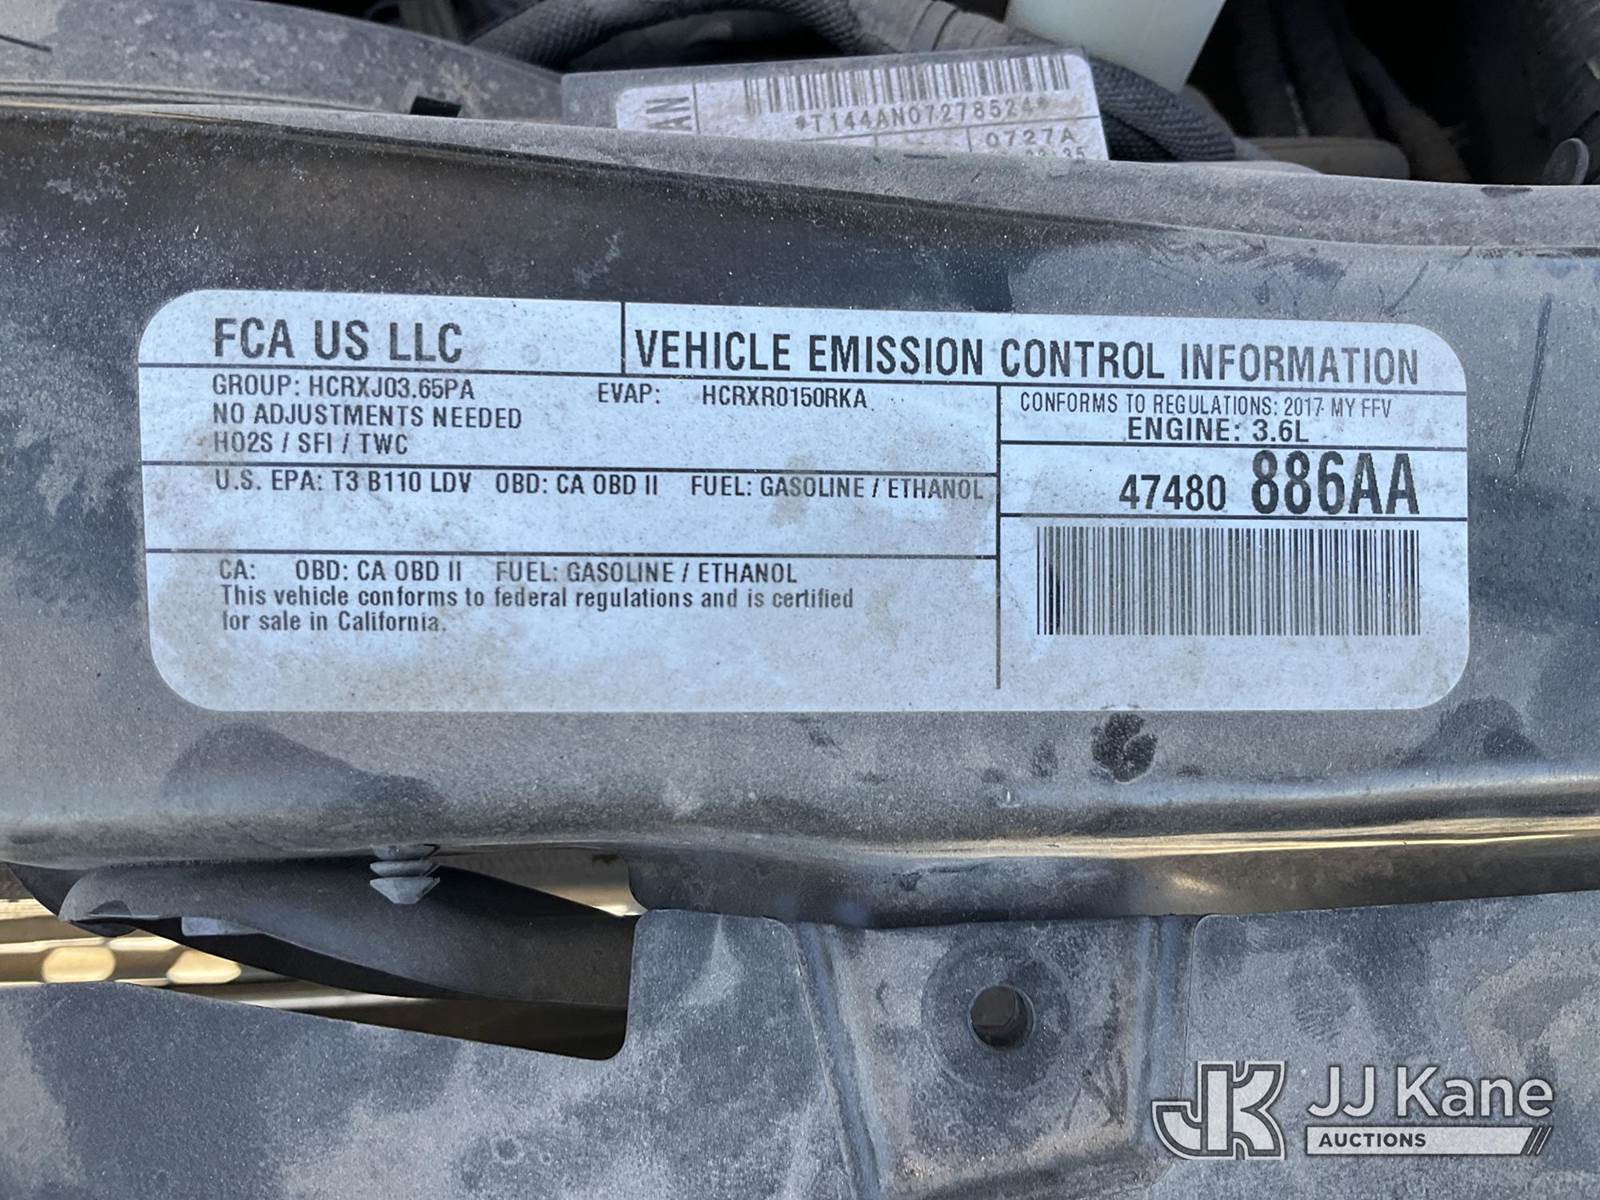 AN
*T144AN07278524*
0727A
FCA US LLC
VEHICLE EMISSION CONTROL INFORMATION
GROUP: HCRXJ03.65PA EVAP: HCRXR0150RKA
NO ADJUSTMENTS NEEDED
HO2S / SFI / TWC
CONFORMS TO REGULATIONS: 2017 MY FFV
ENGINE: 3.6L
U.S. EPA: T3 B110 LDV OBD: CA OBD II FUEL: GASOLINE / ETHANOL
47480 886AA
CA: OBD: CA OBD II FUEL: GASOLINE / ETHANOL
This vehicle conforms to federal regulations and is certified
for sale in California.
JK JJ Kane
AUCTIONS